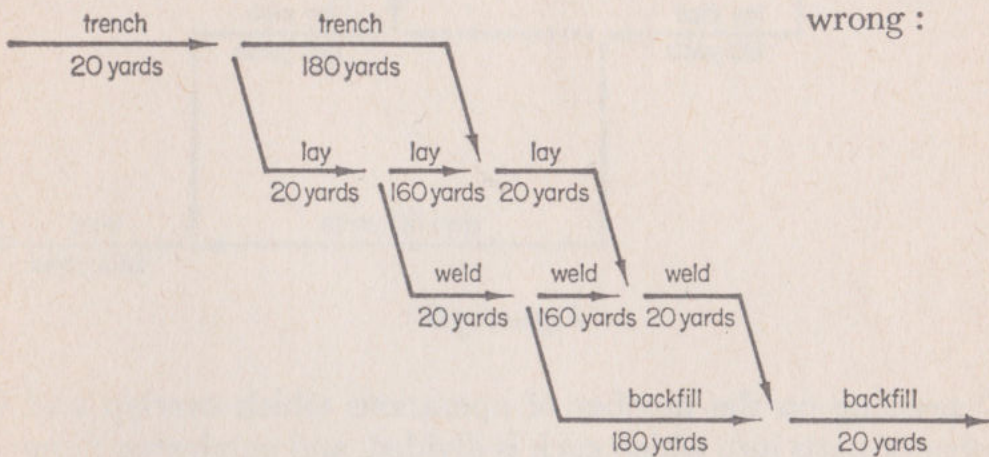 wrong :
trench trench
20 yards 180 yards
lay lay lay
20 yards 160 yards 20 yards
weld weld weld
20 yards 160 yards 20 yards
backfill backfill
180 yards 20 yards